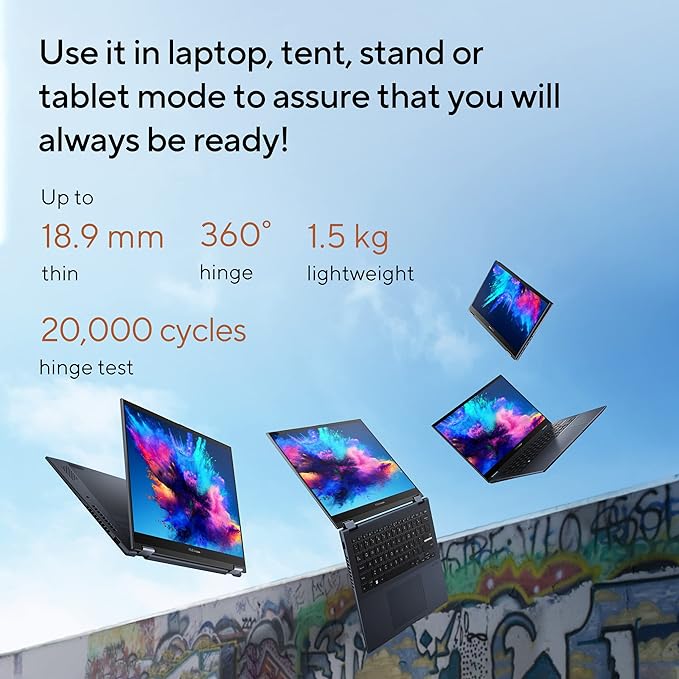 Use it in laptop, tent, stand or
tablet mode to assure that you will
always be ready!
Up to
18.9 mm
thin
360°
hinge
1.5 kg
lightweight
20,000 cycles
hinge test